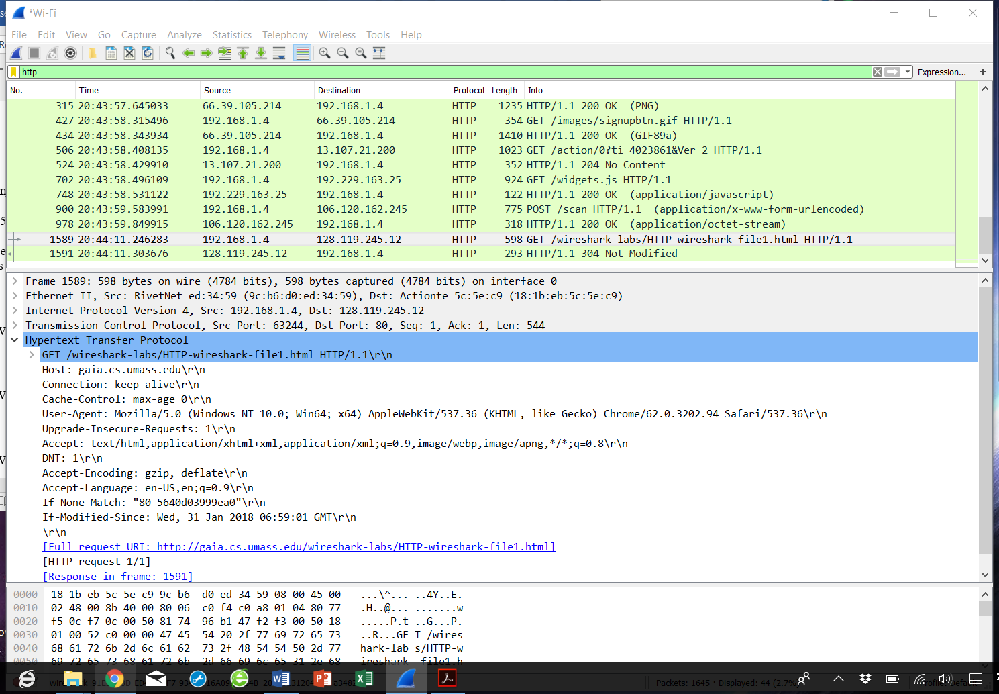 *Wi-Fi
File Edit View Go Capture Analyze Statistics Telephony Wireless Tools Help
http Expression... +
No. Time Source Destination Protocol Length Info
315 20:43:57.645033 66.39.105.214 192.168.1.4 HTTP 1235 HTTP/1.1 200 OK (PNG)
427 20:43:58.315496 192.168.1.4 66.39.105.214 HTTP 354 GET /images/signupbtn.gif HTTP/1.1
434 20:43:58.343934 66.39.105.214 192.168.1.4 HTTP 1410 HTTP/1.1 200 OK (GIF89a)
506 20:43:58.408135 192.168.1.4 13.107.21.200 HTTP 1023 GET /action/0?ti=4023861&Ver=2 HTTP/1.1
524 20:43:58.429910 13.107.21.200 192.168.1.4 HTTP 352 HTTP/1.1 204 No Content
702 20:43:58.496109 192.168.1.4 192.229.163.25 HTTP 924 GET /widgets.js HTTP/1.1
748 20:43:58.531122 192.229.163.25 192.168.1.4 HTTP 122 HTTP/1.1 200 OK (application/javascript)
900 20:43:59.583991 192.168.1.4 106.120.162.245 HTTP 775 POST /scan HTTP/1.1 (application/x-www-form-urlencoded)
978 20:43:59.849915 106.120.162.245 192.168.1.4 HTTP 318 HTTP/1.1 200 OK (application/octet-stream)
1589 20:44:11.246283 192.168.1.4 128.119.245.12 HTTP 598 GET /wireshark-labs/HTTP-wireshark-file1.html HTTP/1.1
1591 20:44:11.303676 128.119.245.12 192.168.1.4 HTTP 293 HTTP/1.1 304 Not Modified
Frame 1589: 598 bytes on wire (4784 bits), 598 bytes captured (4784 bits) on interface 0
Ethernet II, Src: RivetNet_ed:34:59 (9c:b6:d0:ed:34:59), Dst: Actionte_5c:5e:c9 (18:1b:eb:5c:5e:c9)
Internet Protocol Version 4, Src: 192.168.1.4, Dst: 128.119.245.12
Transmission Control Protocol, Src Port: 63244, Dst Port: 80, Seq: 1, Ack: 1, Len: 544
Hypertext Transfer Protocol
GET /wireshark-labs/HTTP-wireshark-file1.html HTTP/1.1\r\n
Host: gaia.cs.umass.edu\r\n
Connection: keep-alive\r\n
Cache-Control: max-age=0\r\n
User-Agent: Mozilla/5.0 (Windows NT 10.0; Win64; x64) AppleWebKit/537.36 (KHTML, like Gecko) Chrome/62.0.3202.94 Safari/537.36\r\n
Upgrade-Insecure-Requests: 1\r\n
Accept: text/html,application/xhtml+xml,application/xml;q=0.9,image/webp,image/apng,*/*;q=0.8\r\n
DNT: 1\r\n
Accept-Encoding: gzip, deflate\r\n
Accept-Language: en-US,en;q=0.9\r\n
If-None-Match: "80-5640d03999ea0"\r\n
If-Modified-Since: Wed, 31 Jan 2018 06:59:01 GMT\r\n
\r\n
[Full request URI: http://gaia.cs.umass.edu/wireshark-labs/HTTP-wireshark-file1.html]
[HTTP request 1/1]
[Response in frame: 1591]
0000 18 1b eb 5c 5e c9 9c b6 d0 ed 34 59 08 00 45 00 ...\^... ..4Y..E.
0010 02 48 00 8b 40 00 80 06 c0 f4 c0 a8 01 04 80 77 .H..@... .......w
0020 f5 0c f7 0c 00 50 81 74 96 b1 47 f2 f3 00 50 18 .....P.t ..G...P.
0030 01 00 52 c0 00 00 47 45 54 20 2f 77 69 72 65 73 ..R...GE T /wires
0040 68 61 72 6b 2d 6c 61 62 73 2f 48 54 54 50 2d 77 hark-lab s/HTTP-w
0050 69 72 65 73 68 61 72 6b 2d 66 69 6c 65 31 2e 68 ireshark -file1.h
Packets: 1645 · Displayed: 44 (2.7%)